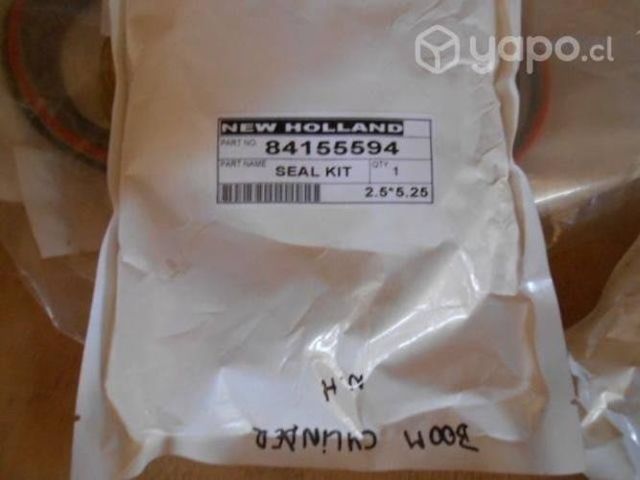 yapo.cl
NEW HOLLAND
PART NO. 84155594
PART NAME SEAL KIT QTY 1
2.5*5.25
N.H
BOOM CYLINDER